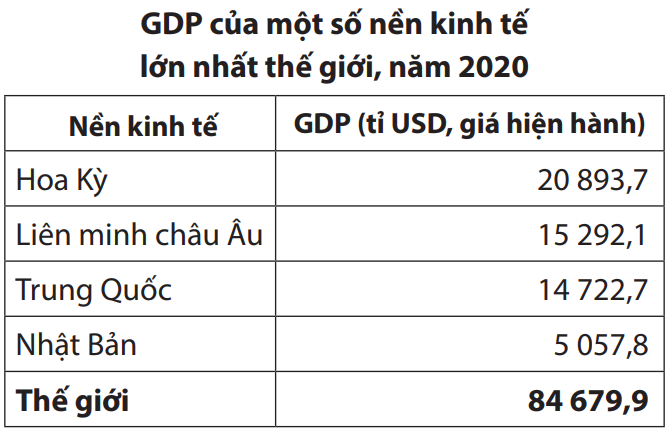 GDP của một số nền kinh tế
lớn nhất thế giới, năm 2020
Nền kinh tế GDP (tỉ USD, giá hiện hành)
Hoa Kỳ 20 893,7
Liên minh châu Âu 15 292,1
Trung Quốc 14 722,7
Nhật Bản 5 057,8
Thế giới 84 679,9